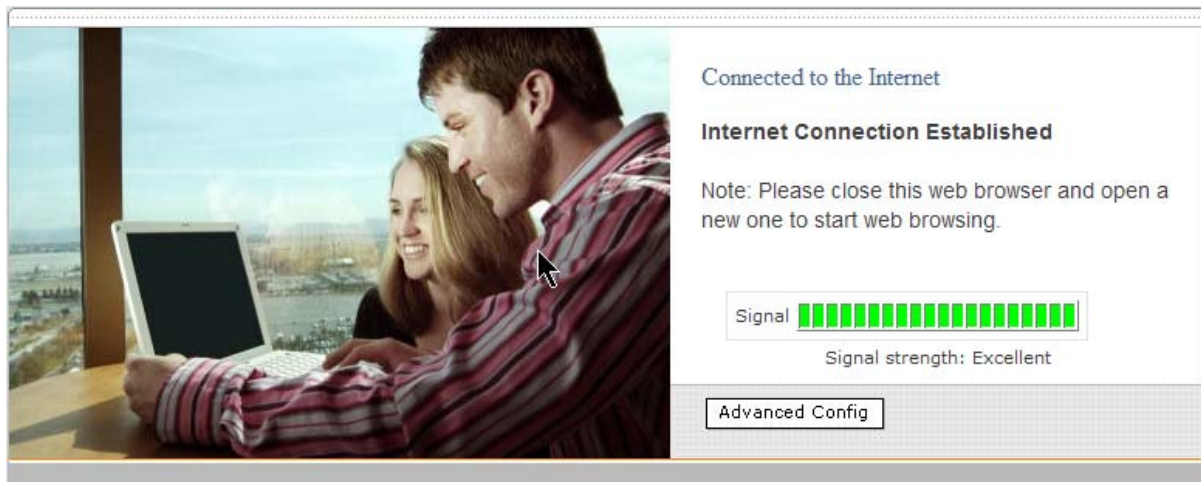 Connected to the Internet
Internet Connection Established
Note: Please close this web browser and open a
new one to start web browsing.
Signal
Signal strength: Excellent
Advanced Config